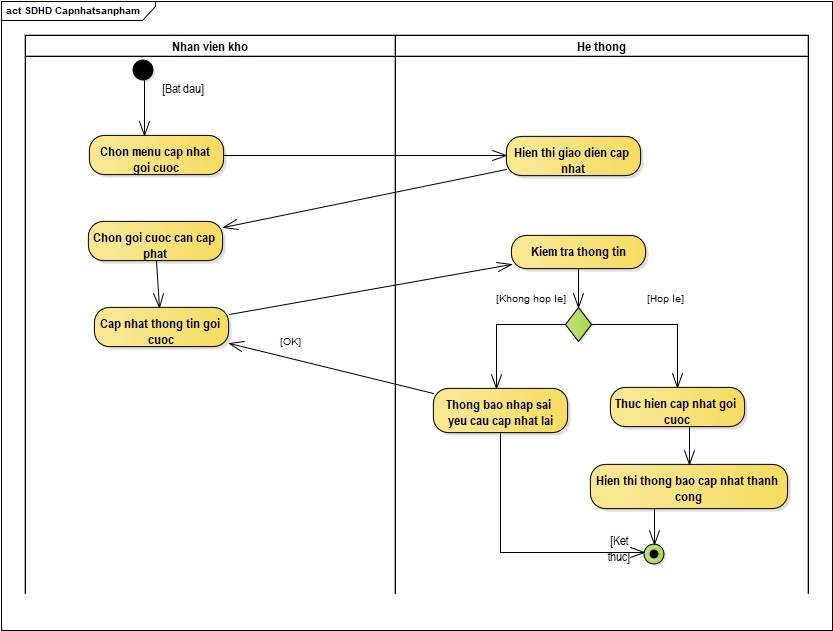 act SDHD Capnhatsanpham
Nhan vien kho
He thong
[Bat dau]
Chon menu cap nhat
goi cuoc
Hien thi giao dien cap
nhat
Chon goi cuoc can cap
phat
Kiem tra thong tin
[Khong hop le]
[Hop le]
Cap nhat thong tin goi
cuoc
[OK]
Thong bao nhap sai
yeu cau cap nhat lai
Thuc hien cap nhat goi
cuoc
Hien thi thong bao cap nhat thanh
cong
[Ket
thuc]